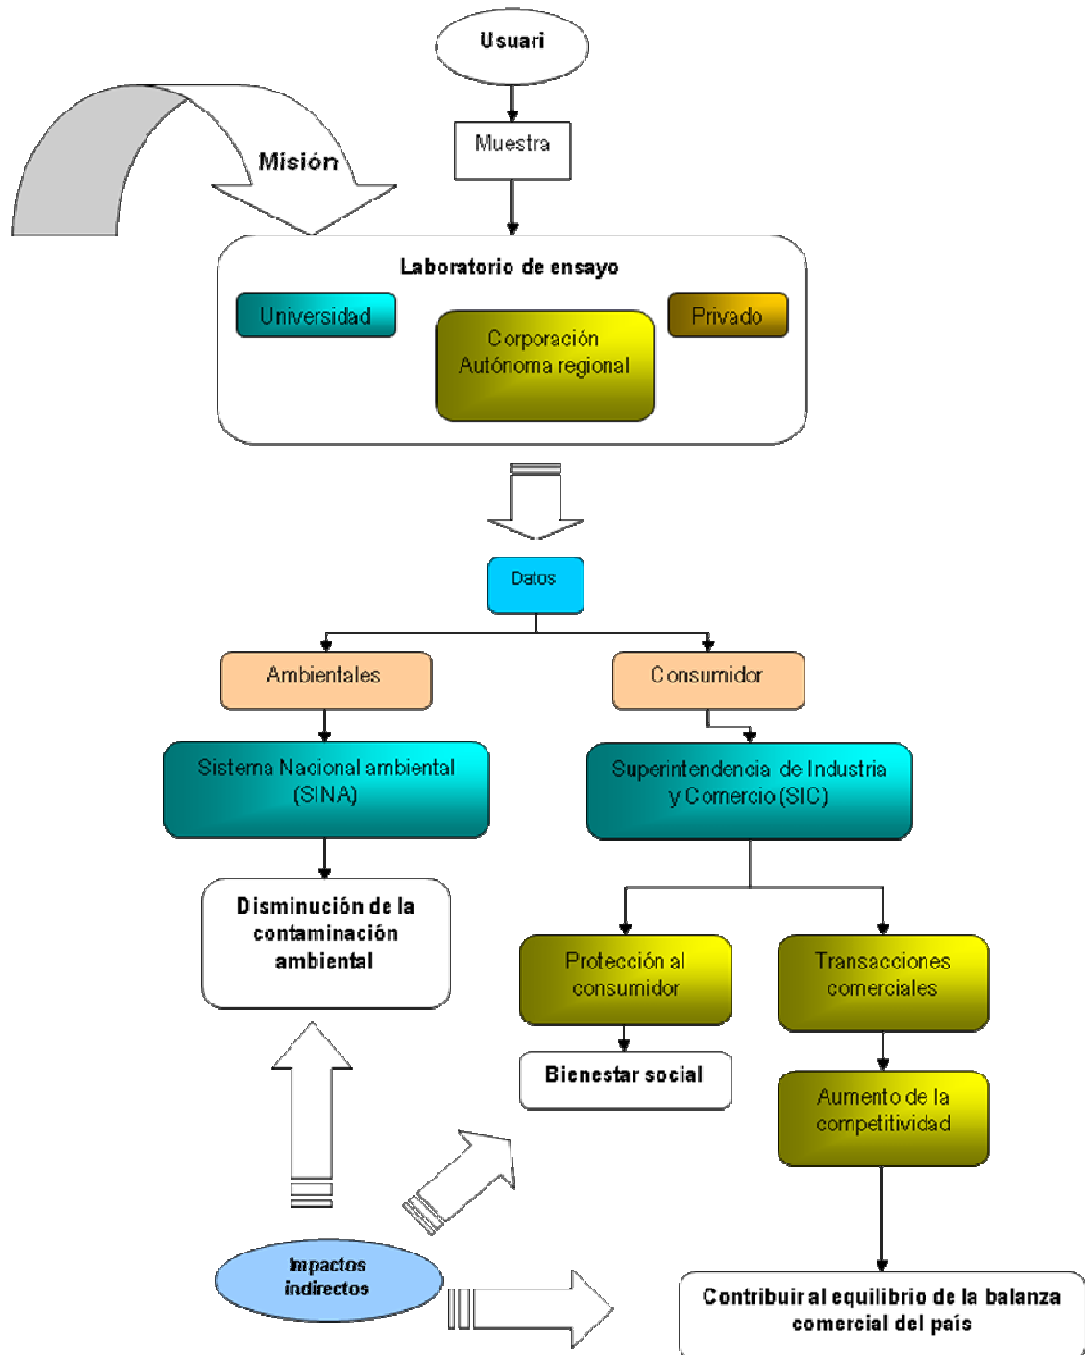 Usuari
Muestra
Misión
Laboratorio de ensayo
Universidad
Corporación
Autónoma regional
Privado
Datos
Ambientales
Consumidor
Sistema Nacional ambiental
(SINA)
Superintendencia de Industria
y Comercio (SIC)
Disminución de la
contaminación
ambiental
Protección al
consumidor
Transacciones
comerciales
Bienestar social
Aumento de la
competitividad
Impactos
indirectos
Contribuir al equilibrio de la balanza
comercial del país